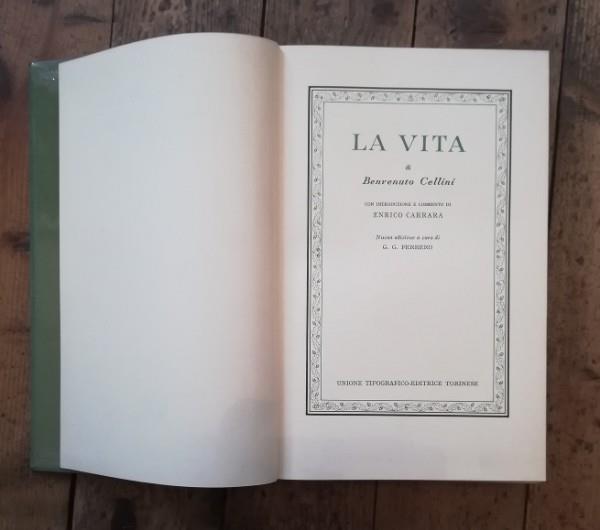 LA VITA
di
Benvenuto Cellini
CON INTRODUZIONE E COMMENTO DI
ENRICO CARRARA
Nuova edizione a cura di
G. G. FERRERO
UNIONE TIPOGRAFICO-EDITRICE TORINESE